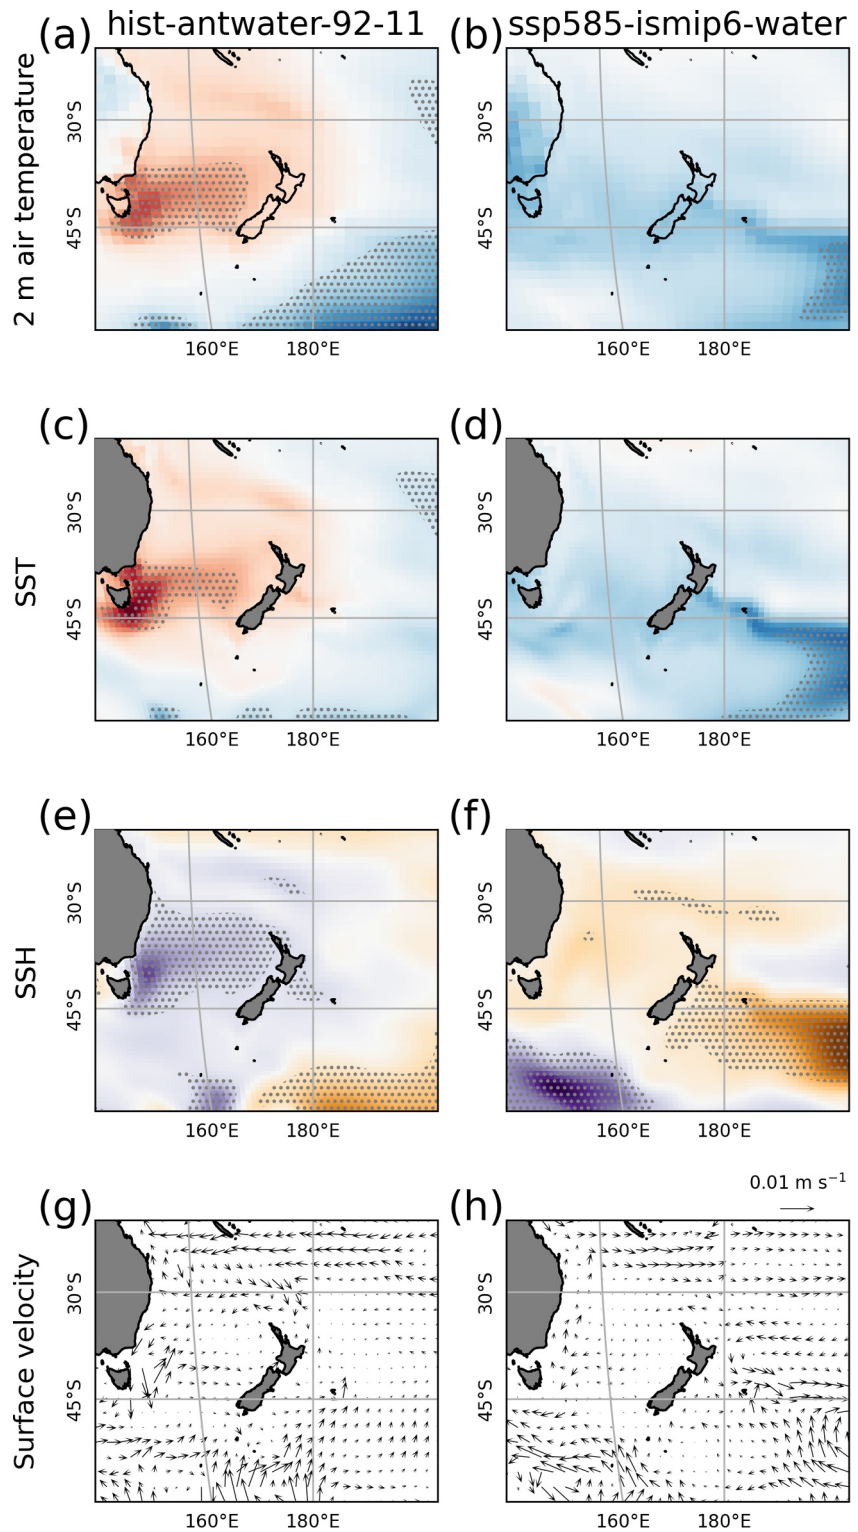 hist-antwater-92-11
ssp585-ismip6-water
(a)
(b)
2 m air temperature
30°S
45°S
160°E
180°E
30°S
45°S
160°E
180°E
(c)
(d)
SST
30°S
45°S
160°E
180°E
30°S
45°S
160°E
180°E
(e)
(f)
SSH
30°S
45°S
160°E
180°E
30°S
45°S
160°E
180°E
0.01 m s⁻¹
(g)
(h)
Surface velocity
30°S
45°S
160°E
180°E
30°S
45°S
160°E
180°E